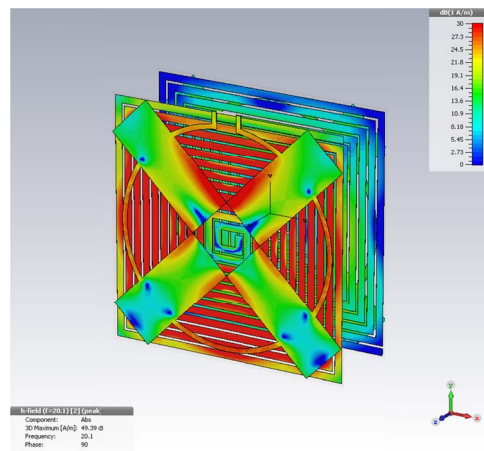 dB(1 A/m)
30
27.3
24.5
21.8
19.1
16.4
13.6
10.9
8.18
5.45
2.73
0
h-field (f=20.1) [2] (peak)
Component: Abs
3D Maximum [A/m]: 49.39 d
Frequency: 20.1
Phase: 90
y
z
x